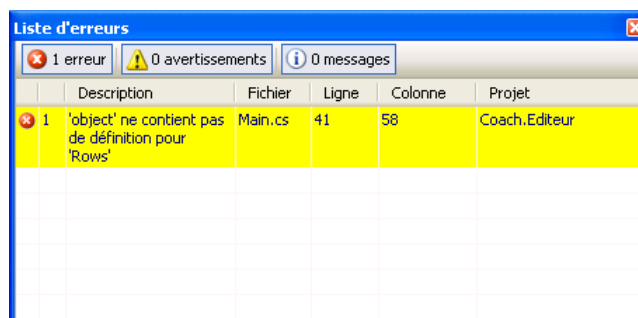 Liste d'erreurs
1 erreur 0 avertissements 0 messages
Description Fichier Ligne Colonne Projet
1 'object' ne contient pas Main.cs 41 58 Coach.Editeur
de définition pour
'Rows'